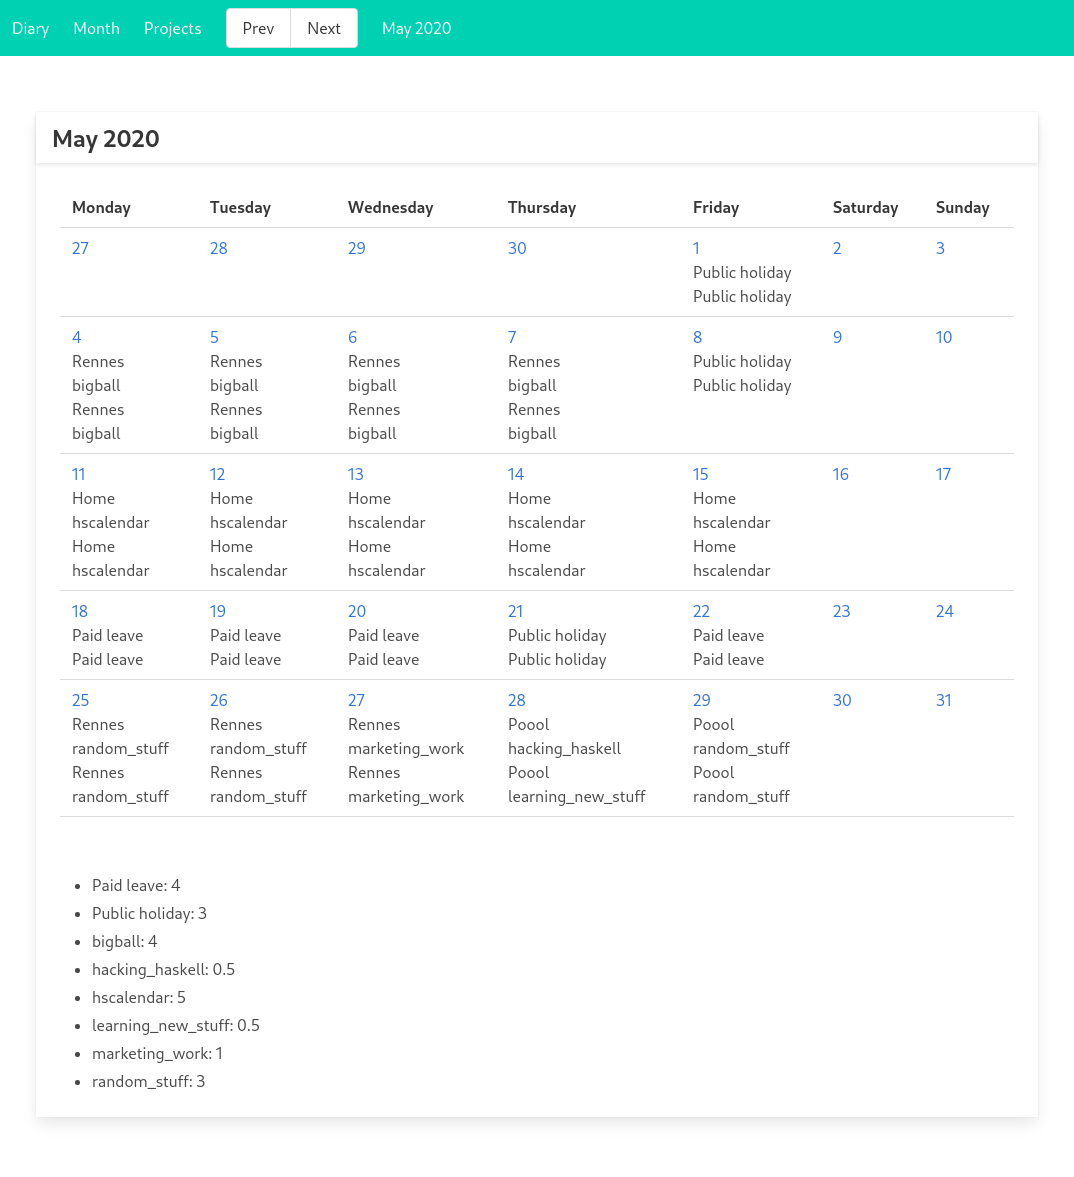 Diary Month Projects Prev Next May 2020
May 2020
Monday Tuesday Wednesday Thursday Friday Saturday Sunday
27 28 29 30 1 2 3
Public holiday
Public holiday
4 5 6 7 8 9 10
Rennes Rennes Rennes Rennes Public holiday
bigball bigball bigball bigball Public holiday
Rennes Rennes Rennes Rennes
bigball bigball bigball bigball
11 12 13 14 15 16 17
Home Home Home Home Home
hscalendar hscalendar hscalendar hscalendar hscalendar
Home Home Home Home Home
hscalendar hscalendar hscalendar hscalendar hscalendar
18 19 20 21 22 23 24
Paid leave Paid leave Paid leave Public holiday Paid leave
Paid leave Paid leave Paid leave Public holiday Paid leave
25 26 27 28 29 30 31
Rennes Rennes Rennes Poool Poool
random_stuff random_stuff marketing_work hacking_haskell random_stuff
Rennes Rennes Rennes Poool Poool
random_stuff random_stuff marketing_work learning_new_stuff random_stuff
• Paid leave: 4
• Public holiday: 3
• bigball: 4
• hacking_haskell: 0.5
• hscalendar: 5
• learning_new_stuff: 0.5
• marketing_work: 1
• random_stuff: 3